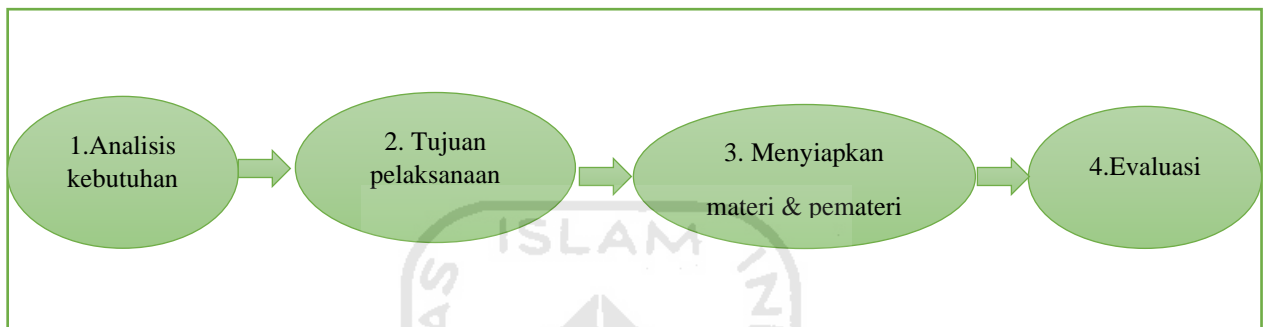 1.Analisis
kebutuhan
2. Tujuan
pelaksanaan
3. Menyiapkan
materi & pemateri
4.Evaluasi
ISLAM